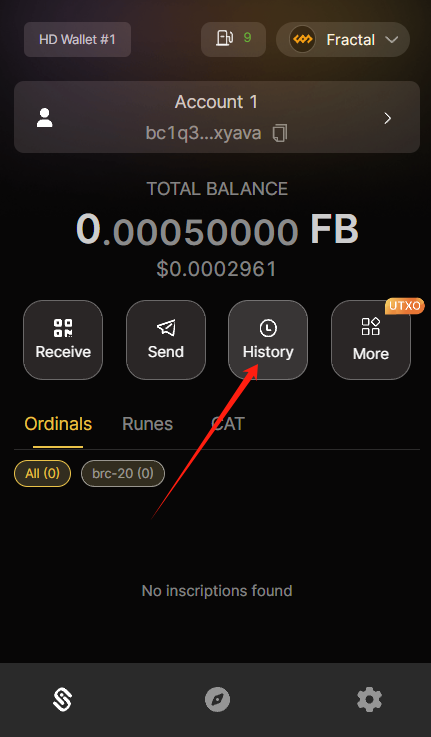 HD Wallet #1
9
Fractal
Account 1
bc1q3...xyava
TOTAL BALANCE
0.00050000 FB
$0.0002961
UTXO
Receive
Send
History
More
Ordinals
Runes
CAT
All (0)
brc-20 (0)
No inscriptions found